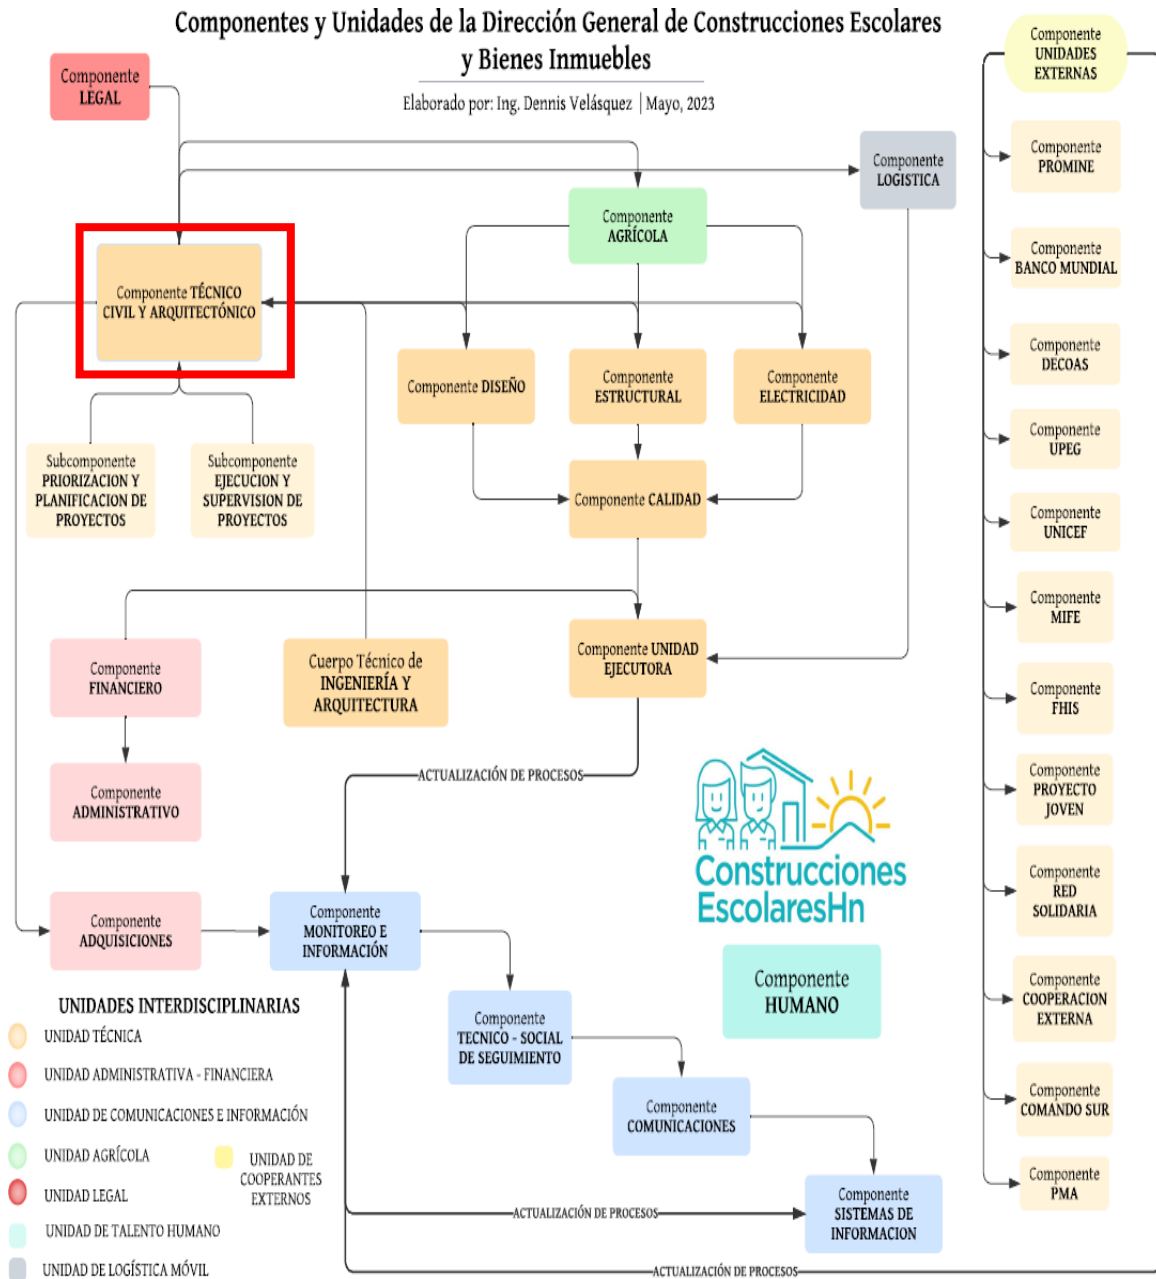 Componentes y Unidades de la Dirección General de Construcciones Escolares
y Bienes Inmuebles
Elaborado por: Ing. Dennis Velásquez | Mayo, 2023
Componente
LEGAL
Componente
UNIDADES
EXTERNAS
Componente
LOGISTICA
Componente
AGRÍCOLA
Componente TÉCNICO
CIVIL Y ARQUITECTÓNICO
Componente DISEÑO
Componente
ESTRUCTURAL
Componente
ELECTRICIDAD
Subcomponente
PRIORIZACION Y
PLANIFICACION DE
PROYECTOS
Subcomponente
EJECUCION Y
SUPERVISION DE
PROYECTOS
Componente CALIDAD
Componente
FINANCIERO
Cuerpo Técnico de
INGENIERÍA Y
ARQUITECTURA
Componente UNIDAD
EJECUTORA
ACTUALIZACIÓN DE PROCESOS
Componente
ADMINISTRATIVO
Construcciones
EscolaresHn
Componente
ADQUISICIONES
Componente
MONITOREO E
INFORMACIÓN
Componente
HUMANO
Componente
TECNICO - SOCIAL
DE SEGUIMIENTO
Componente
COMUNICACIONES
Componente
SISTEMAS DE
INFORMACION
ACTUALIZACIÓN DE PROCESOS
ACTUALIZACIÓN DE PROCESOS
Componente
PROMINE
Componente
BANCO MUNDIAL
Componente
DECOAS
Componente
UPEG
Componente
UNICEF
Componente
MIFE
Componente
FHIS
Componente
PROYECTO
JOVEN
Componente
RED
SOLIDARIA
Componente
COOPERACION
EXTERNA
Componente
COMANDO SUR
Componente
PMA
UNIDADES INTERDISCIPLINARIAS
UNIDAD TÉCNICA
UNIDAD ADMINISTRATIVA - FINANCIERA
UNIDAD DE COMUNICACIONES E INFORMACIÓN
UNIDAD AGRÍCOLA
UNIDAD LEGAL
UNIDAD DE TALENTO HUMANO
UNIDAD DE LOGÍSTICA MÓVIL
UNIDAD DE
COOPERANTES
EXTERNOS